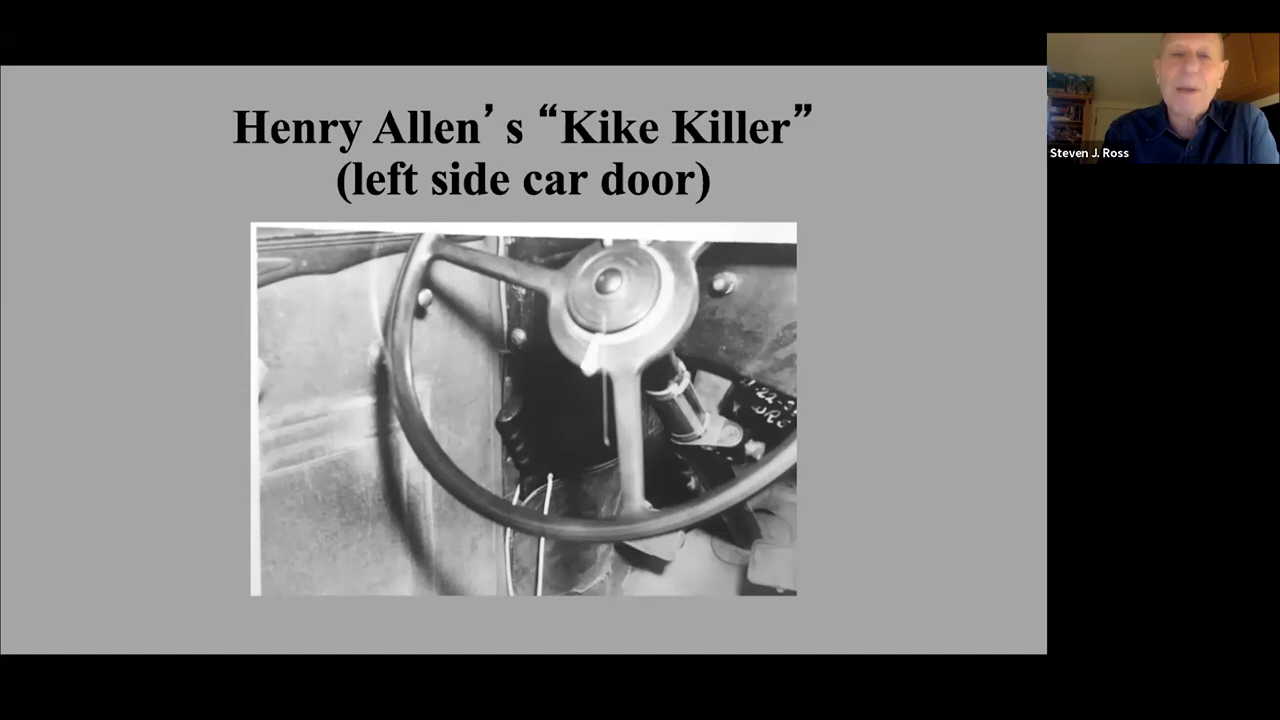 Henry Allen’s “Kike Killer”
(left side car door)
Steven J. Ross